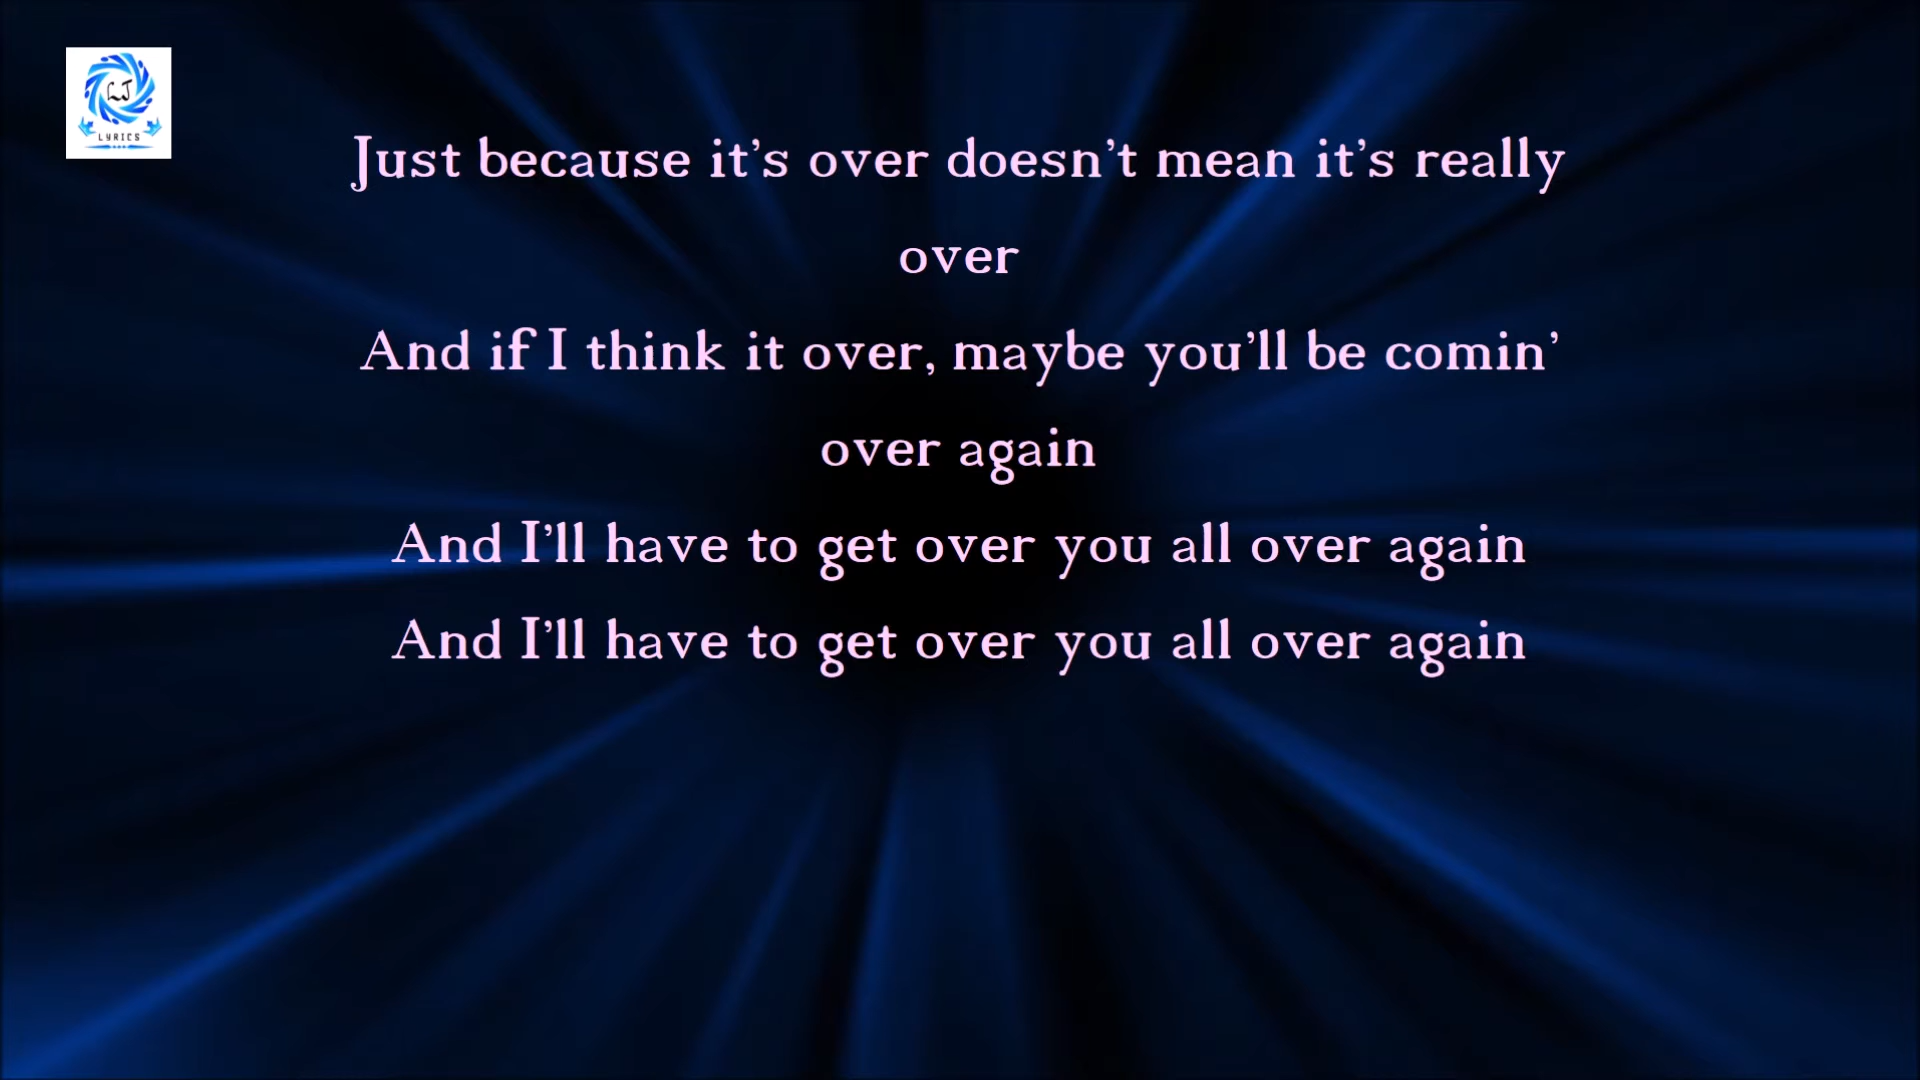 LJ
LYRICS
Just because it’s over doesn’t mean it’s really
over
And if I think it over, maybe you’ll be comin’
over again
And I’ll have to get over you all over again
And I’ll have to get over you all over again